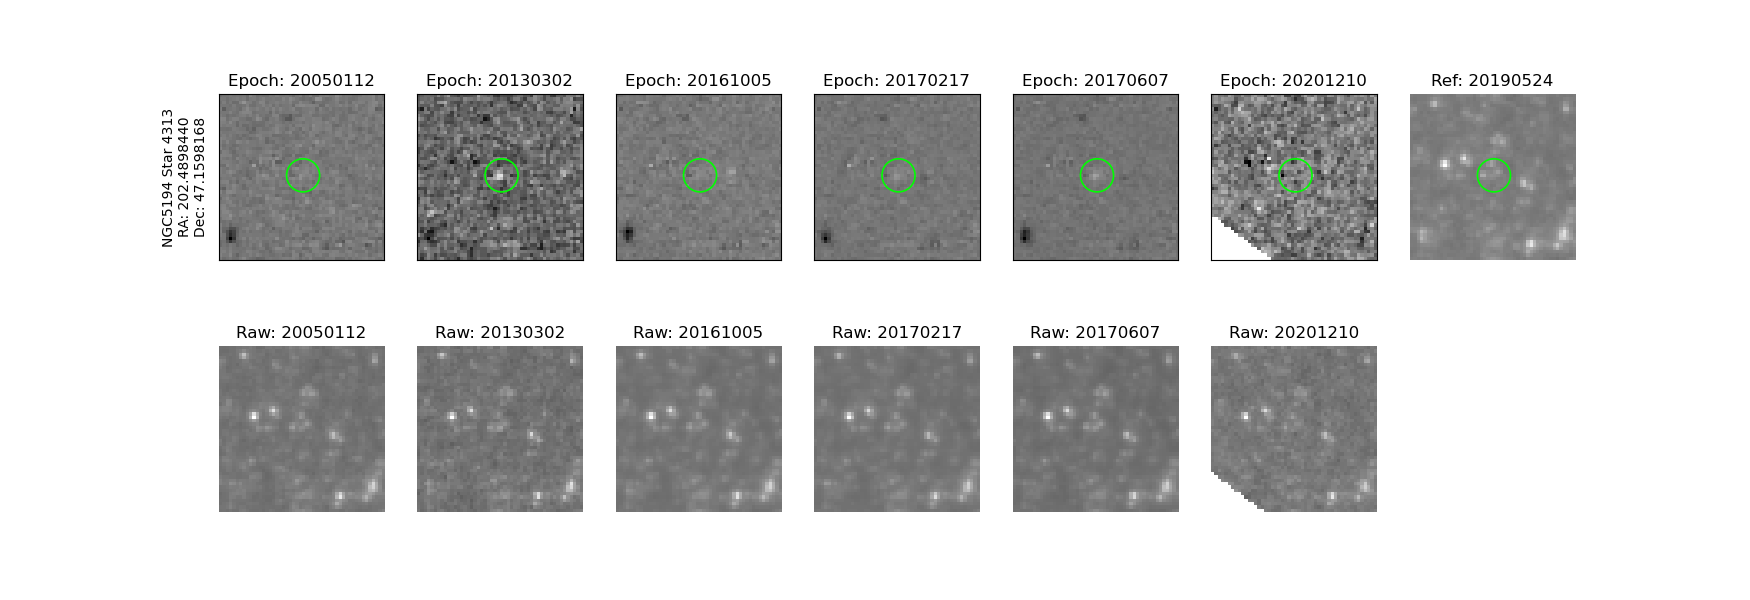 Epoch: 20050112
Epoch: 20130302
Epoch: 20161005
Epoch: 20170217
Epoch: 20170607
Epoch: 20201210
Ref: 20190524
NGC5194 Star 4313
RA: 202.4898440
Dec: 47.1598168
Raw: 20050112
Raw: 20130302
Raw: 20161005
Raw: 20170217
Raw: 20170607
Raw: 20201210